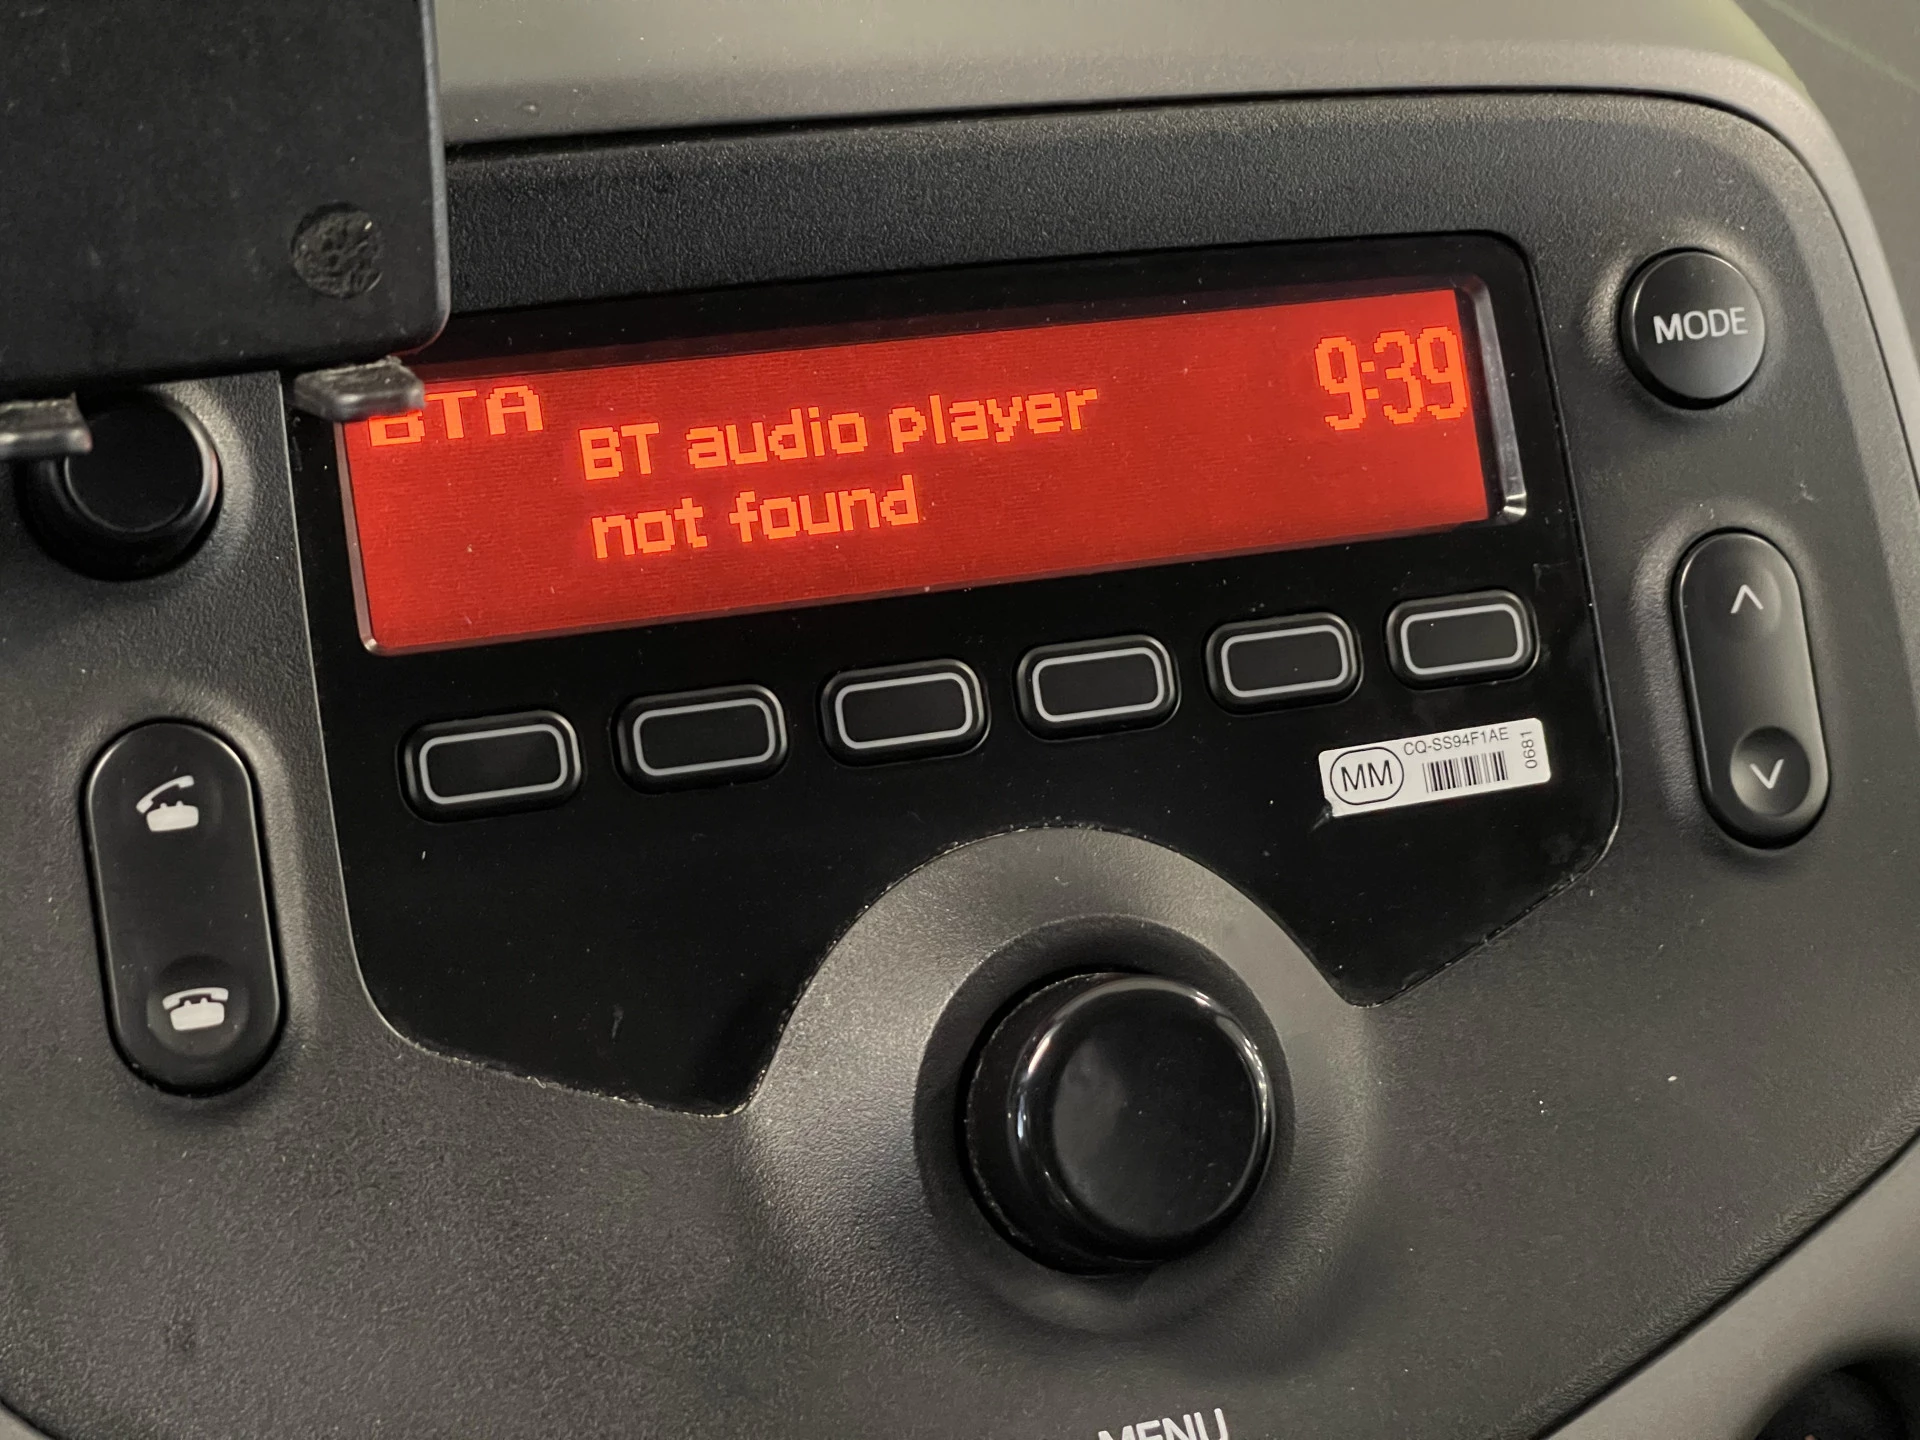 BTA
BT audio player
not found
9:39
MODE
MM
CQ-SS94F1AE
0681
MENU